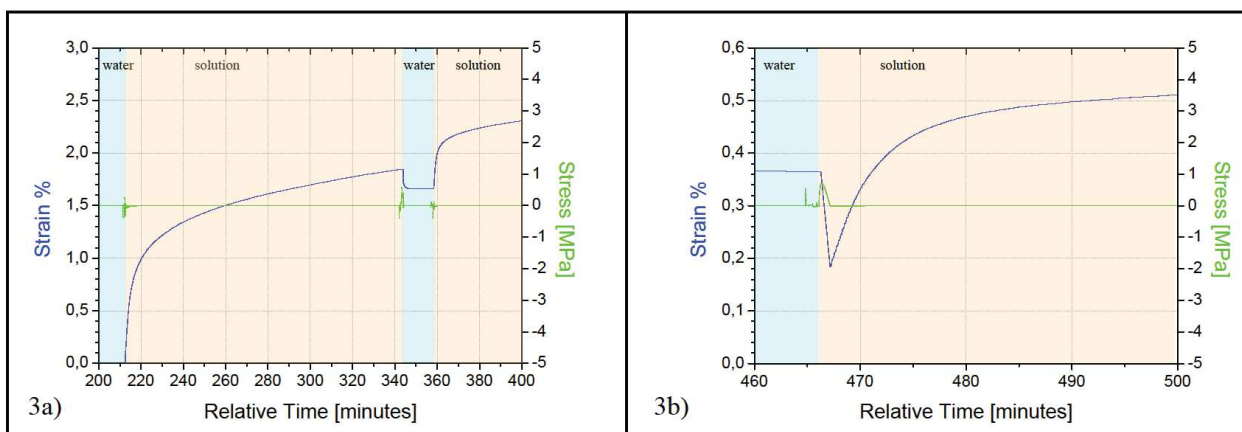 3,0
2,5
2,0
1,5
1,0
0,5
0,0
Strain %
water
solution
water
solution
5
4
3
2
1
0
-1
-2
-3
-4
-5
Stress [MPa]
200 220 240 260 280 300 320 340 360 380 400
Relative Time [minutes]
3a)
0,6
0,5
0,4
0,3
0,2
0,1
0,0
Strain %
water
solution
5
4
3
2
1
0
-1
-2
-3
-4
-5
Stress [MPa]
460 470 480 490 500
Relative Time [minutes]
3b)